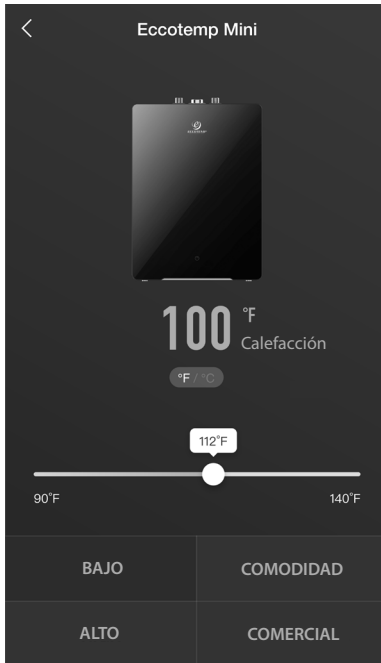 Eccotemp Mini
100 °F
Calefacción
°F / °C
112°F
90°F 140°F
BAJO COMODIDAD
ALTO COMERCIAL